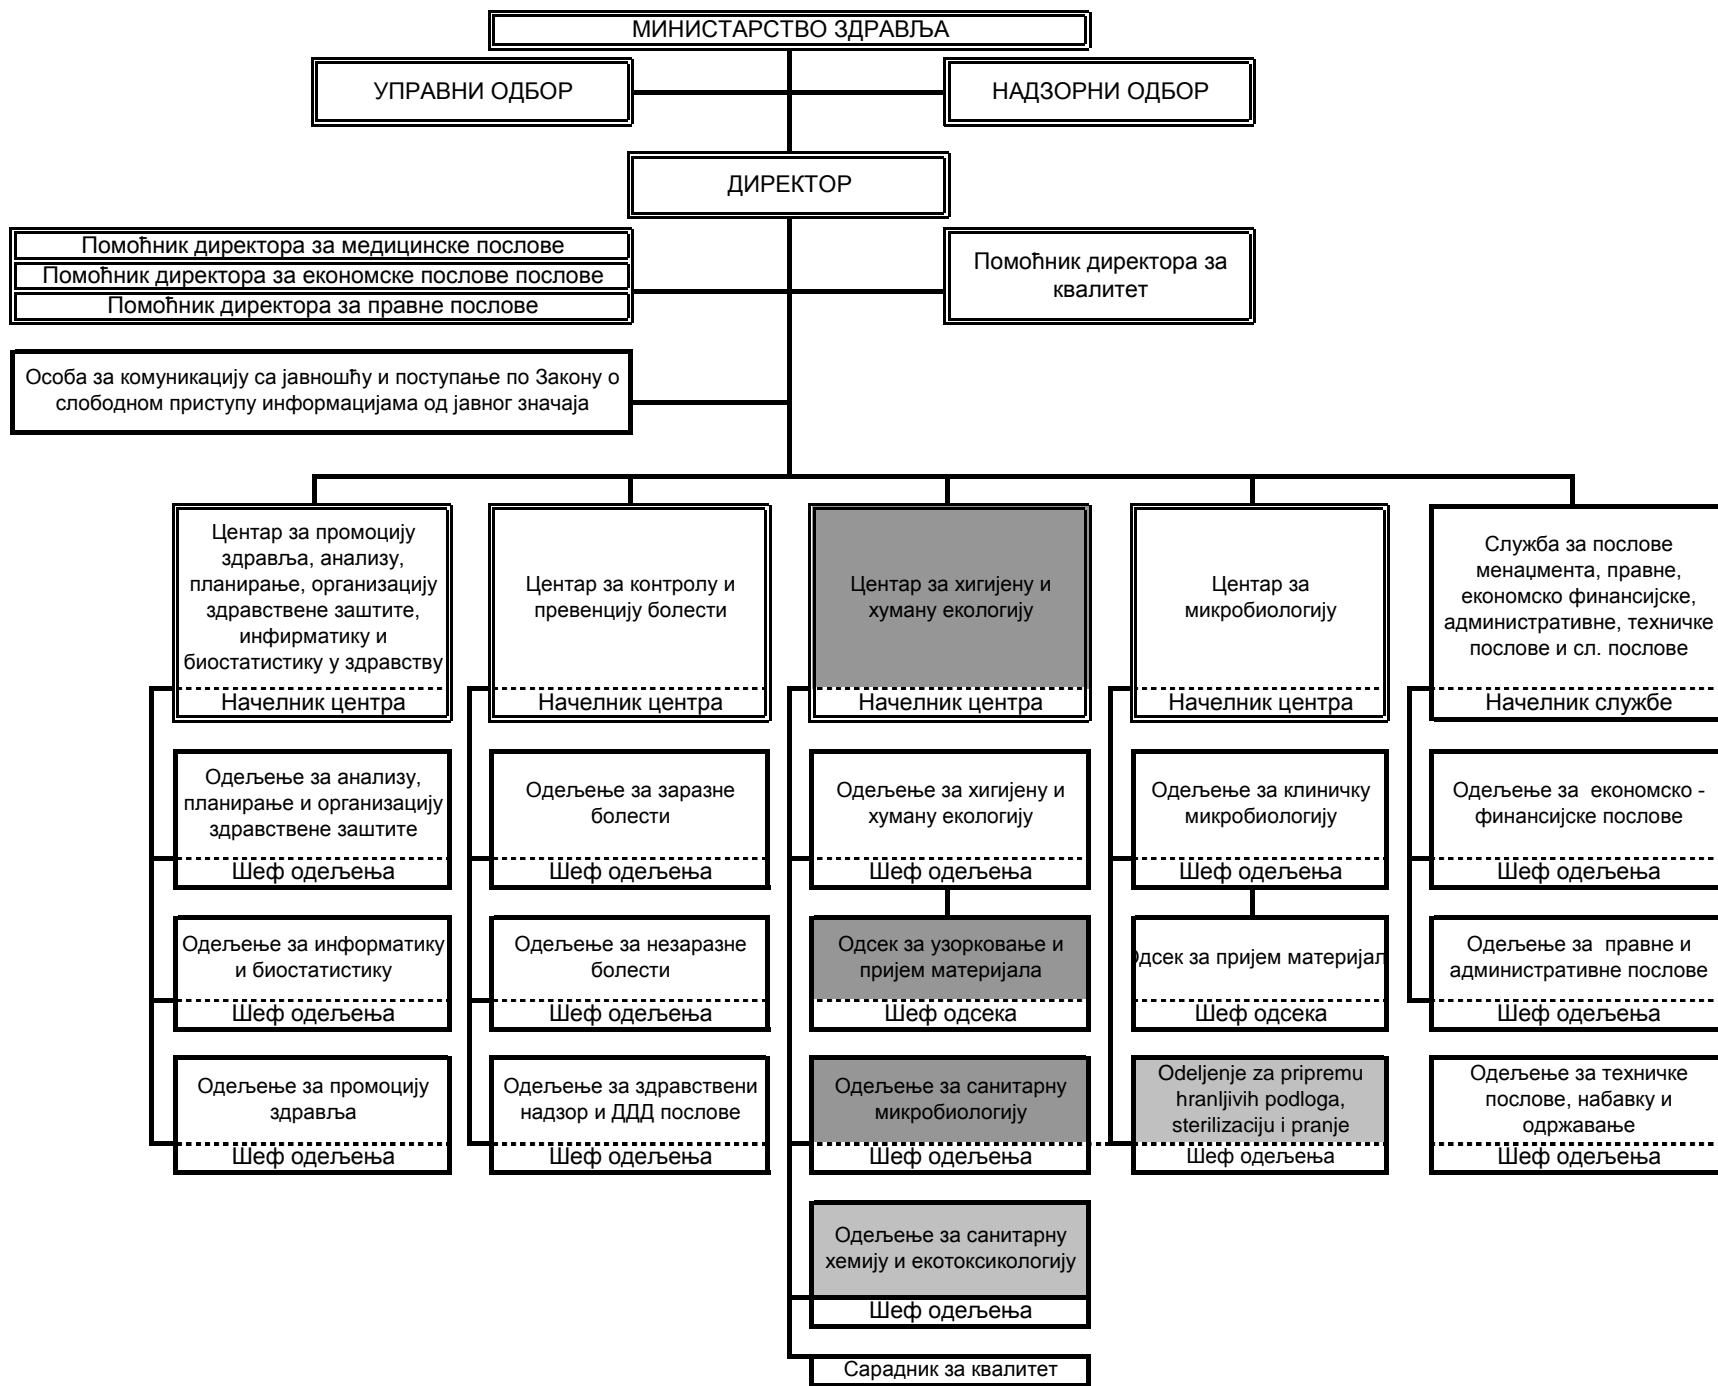 МИНИСТАРСТВО ЗДРАВЉА
УПРАВНИ ОДБОР
НАДЗОРНИ ОДБОР
ДИРЕКТОР
Помоћник директора за медицинске послове
Помоћник директора за економске послове послове
Помоћник директора за правне послове
Помоћник директора за
квалитет
Особа за комуникацију са јавношћу и поступање по Закону о
слободном приступу информацијама од јавног значаја
Центар за промоцију
здравља, анализу,
планирање, организацију
здравствене заштите,
инфирматику и
биостатистику у здравству
Начелник центра
Центар за контролу и
превенцију болести
Начелник центра
Центар за хигијену и
хуману екологију
Начелник центра
Центар за
микробиологију
Начелник центра
Служба за послове
менаџмента, правне,
економско финансијске,
административне, техничке
послове и сл. послове
Начелник службе
Одељење за анализу,
планирање и организацију
здравствене заштите
Шеф одељења
Одељење за заразне
болести
Шеф одељења
Одељење за хигијену и
хуману екологију
Шеф одељења
Одељење за клиничку
микробиологију
Шеф одељења
Одељење за економско -
финансијске послове
Шеф одељења
Одељење за информатику
и биостатистику
Шеф одељења
Одељење за незаразне
болести
Шеф одељења
Одсек за узорковање и
пријем материјала
Шеф одсека
Одсек за пријем материјал
Шеф одсека
Одељење за правне и
административне послове
Шеф одељења
Одељење за промоцију
здравља
Шеф одељења
Одељење за здравствени
надзор и ДДД послове
Шеф одељења
Одељење за санитарну
микробиологију
Шеф одељења
Odeljenje za pripremu
hranljivih podloga,
sterilizaciju i pranje
Шеф одељења
Одељење за техничке
послове, набавку и
одржавање
Шеф одељења
Одељење за санитарну
хемију и екотоксикологију
Шеф одељења
Сарадник за квалитет